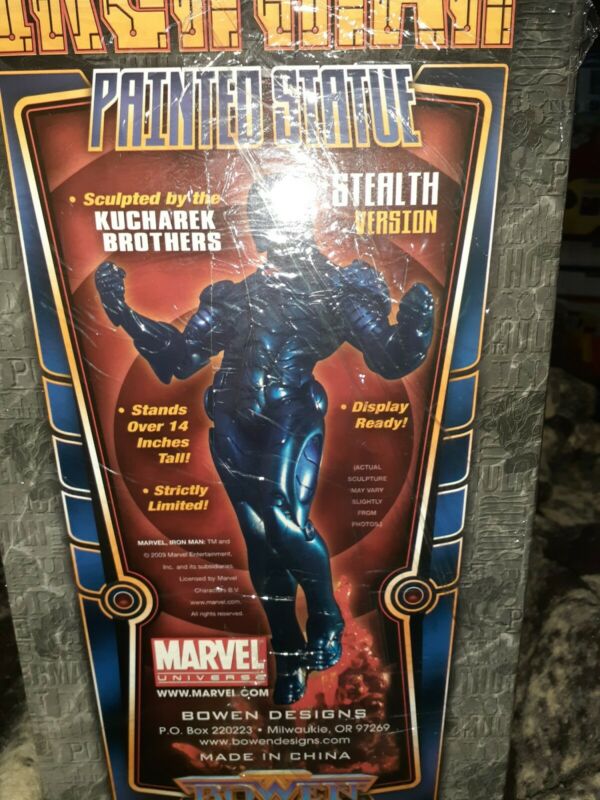 IRON MAN
PAINTED STATUE
• Sculpted by the
KUCHAREK
BROTHERS
STEALTH
VERSION
• Stands
Over 14
Inches
Tall!
• Strictly
Limited!
• Display
Ready!
(ACTUAL
SCULPTURE
MAY VARY
SLIGHTLY
FROM
PHOTOS)
MARVEL, IRON MAN: TM and
© 2009 Marvel Entertainment,
Inc. and its subsidiaries.
Licensed by Marvel
Characters B.V.
www.marvel.com.
All rights reserved.
MARVEL
UNIVERSE
WWW.MARVEL.COM
BOWEN DESIGNS
P.O. Box 220223 • Milwaukie, OR 97269
www.bowendesigns.com
MADE IN CHINA
BOWEN